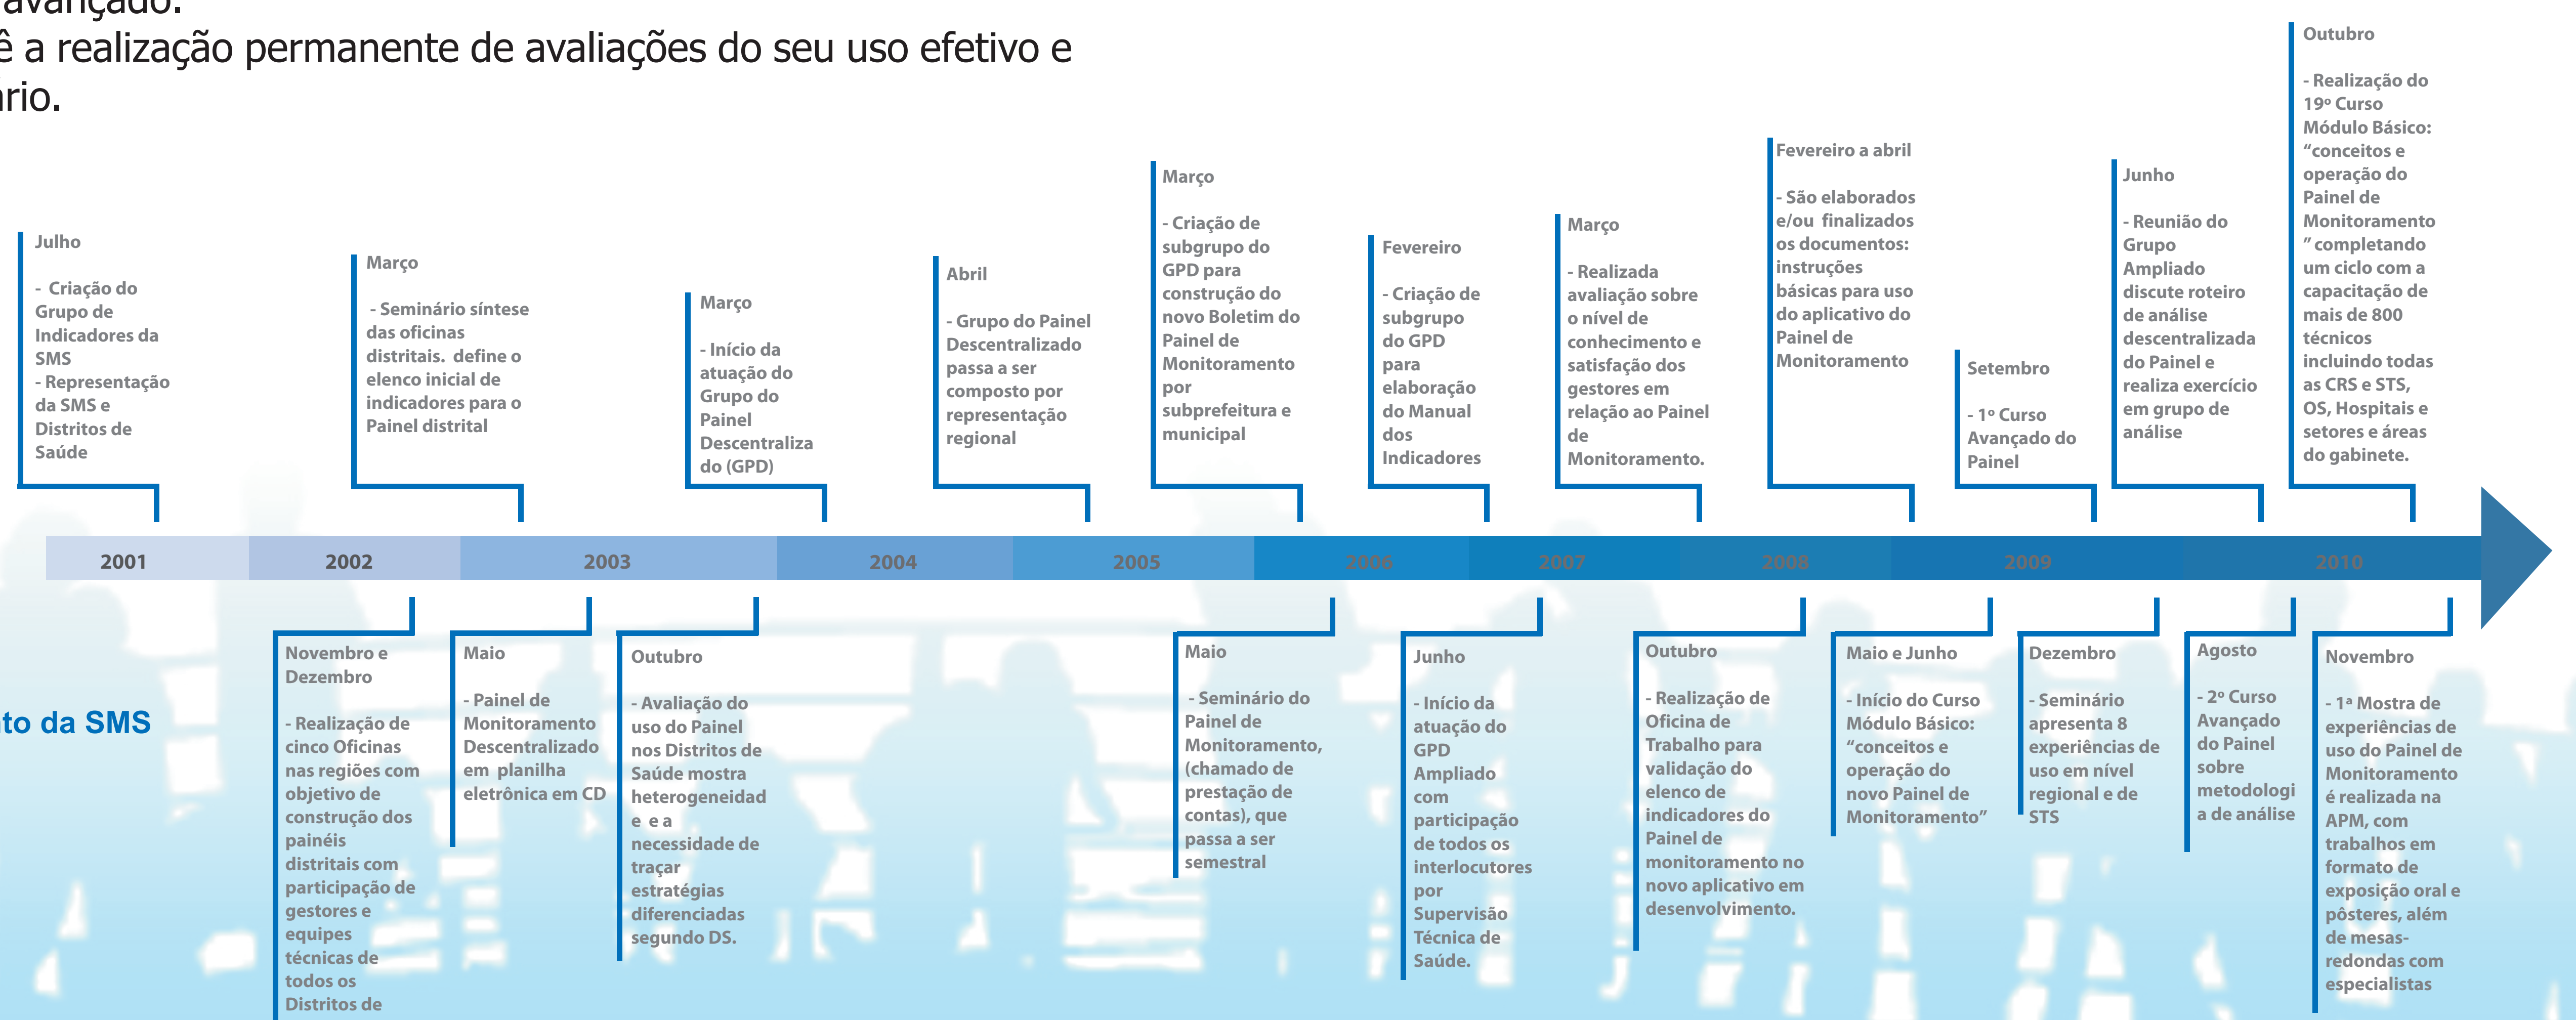 avançado.
ê a realização permanente de avaliações do seu uso efetivo e
ário.
Julho
- Criação do
Grupo de
Indicadores da
SMS
- Representação
da SMS e
Distritos de
Saúde
Março
- Seminário síntese
das oficinas
distritais. define o
elenco inicial de
indicadores para o
Painel distrital
Março
- Início da
atuação do
Grupo do
Painel
Descentraliza
do (GPD)
Abril
- Grupo do Painel
Descentralizado
passa a ser
composto por
representação
regional
Março
- Criação de
subgrupo do
GPD para
construção do
novo Boletim do
Painel de
Monitoramento
por
subprefeitura e
municipal
Fevereiro
- Criação de
subgrupo
do GPD
para
elaboração
do Manual
dos
Indicadores
Março
- Realizada
avaliação sobre
o nível de
conhecimento e
satisfação dos
gestores em
relação ao Painel
de
Monitoramento.
Fevereiro a abril
- São elaborados
e/ou finalizados
os documentos:
instruções
básicas para uso
do aplicativo do
Painel de
Monitoramento
Setembro
- 1º Curso
Avançado do
Painel
Junho
- Reunião do
Grupo
Ampliado
discute roteiro
de análise
descentralizada
do Painel e
realiza exercício
em grupo de
análise
Outubro
- Realização do
19º Curso
Módulo Básico:
“conceitos e
operação do
Painel de
Monitoramento
” completando
um ciclo com a
capacitação de
mais de 800
técnicos
incluindo todas
as CRS e STS,
OS, Hospitais e
setores e áreas
do gabinete.
2001
2002
2003
2004
2005
2006
2007
2008
2009
2010
nto da SMS
Novembro e
Dezembro
- Realização de
cinco Oficinas
nas regiões com
objetivo de
construção dos
painéis
distritais com
participação de
gestores e
equipes
técnicas de
todos os
Distritos de
Maio
- Painel de
Monitoramento
Descentralizado
em planilha
eletrônica em CD
Outubro
- Avaliação do
uso do Painel
nos Distritos de
Saúde mostra
heterogeneidad
e e a
necessidade de
traçar
estratégias
diferenciadas
segundo DS.
Maio
- Seminário do
Painel de
Monitoramento,
(chamado de
prestação de
contas), que
passa a ser
semestral
Junho
- Início da
atuação do
GPD
Ampliado
com
participação
de todos os
interlocutores
por
Supervisão
Técnica de
Saúde.
Outubro
- Realização de
Oficina de
Trabalho para
validação do
elenco de
indicadores do
Painel de
monitoramento no
novo aplicativo em
desenvolvimento.
Maio e Junho
- Início do Curso
Módulo Básico:
“conceitos e
operação do
novo Painel de
Monitoramento”
Dezembro
- Seminário
apresenta 8
experiências de
uso em nível
regional e de
STS
Agosto
- 2º Curso
Avançado
do Painel
sobre
metodologi
a de análise
Novembro
- 1ª Mostra de
experiências de
uso do Painel de
Monitoramento
é realizada na
APM, com
trabalhos em
formato de
exposição oral e
pôsteres, além
de mesas-
redondas com
especialistas